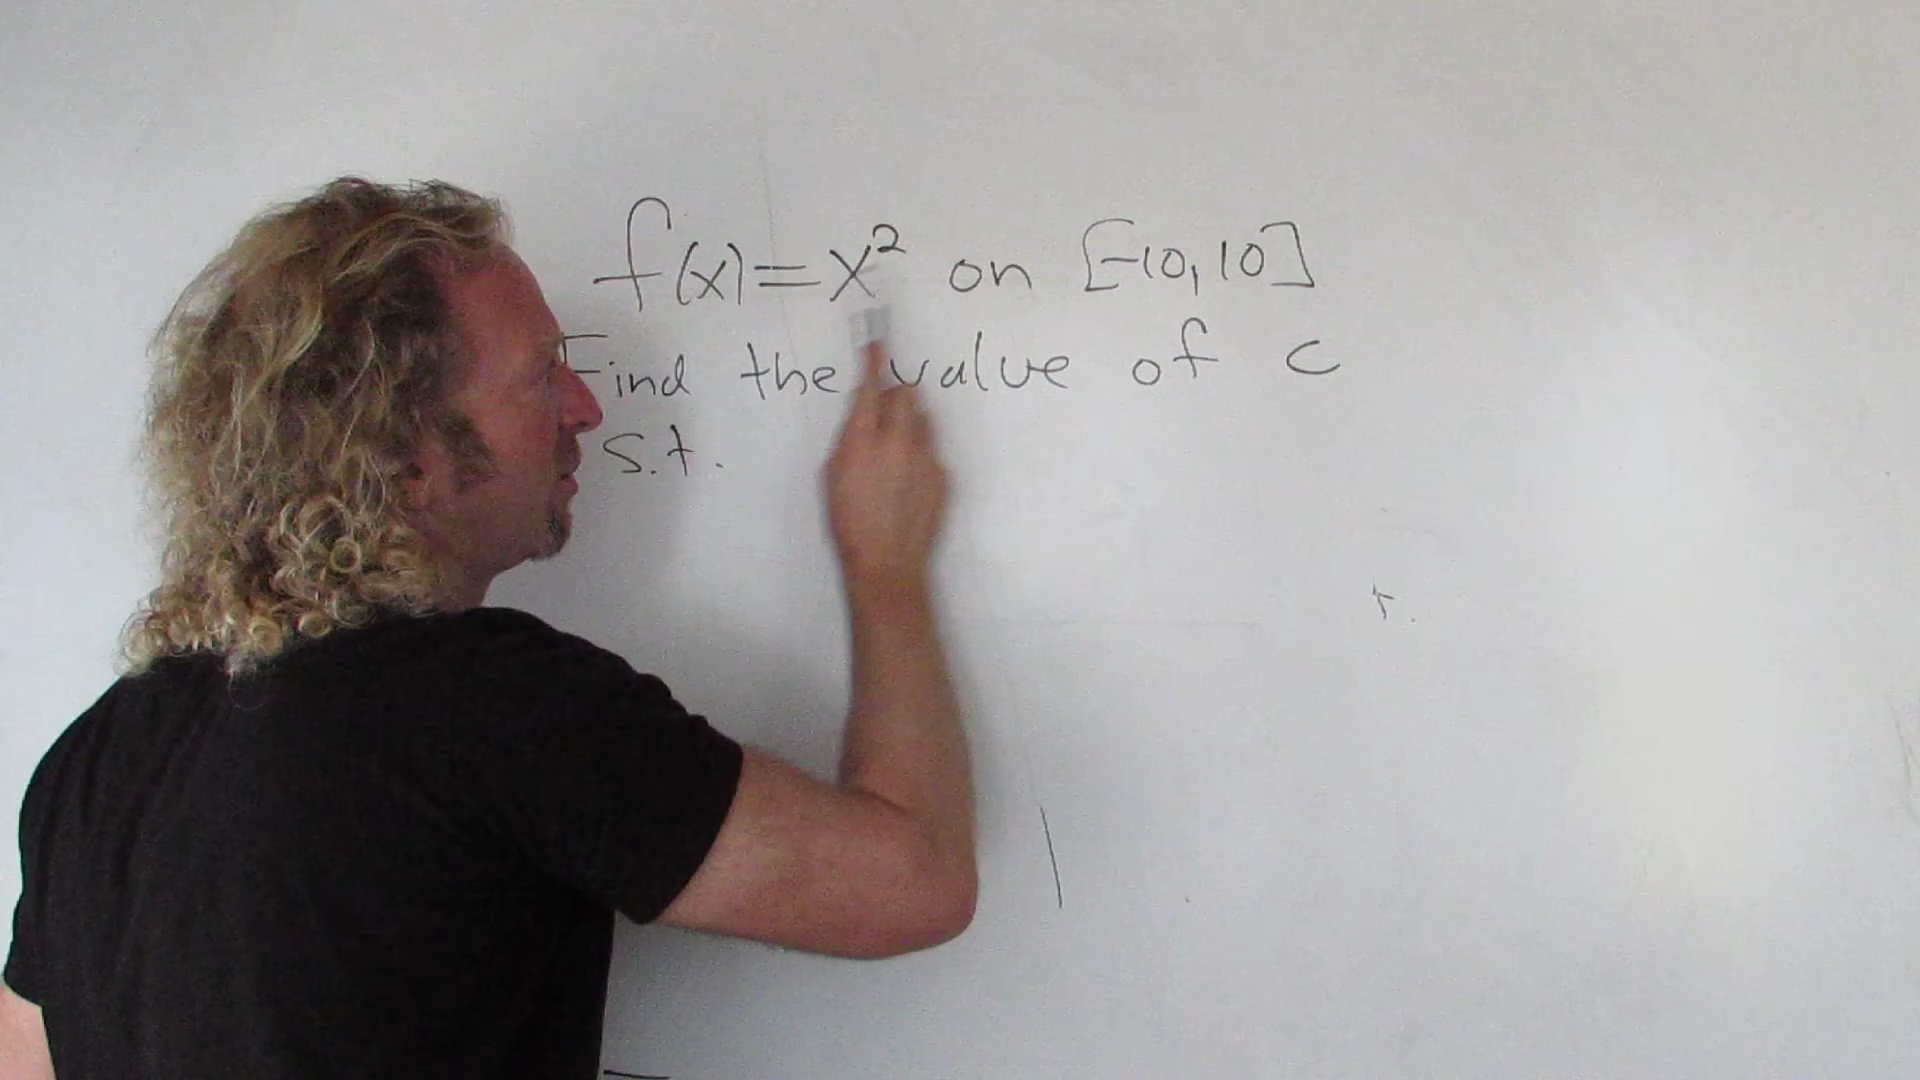 f(x)=x² on [-10,10]
Find the value of c
s.t.